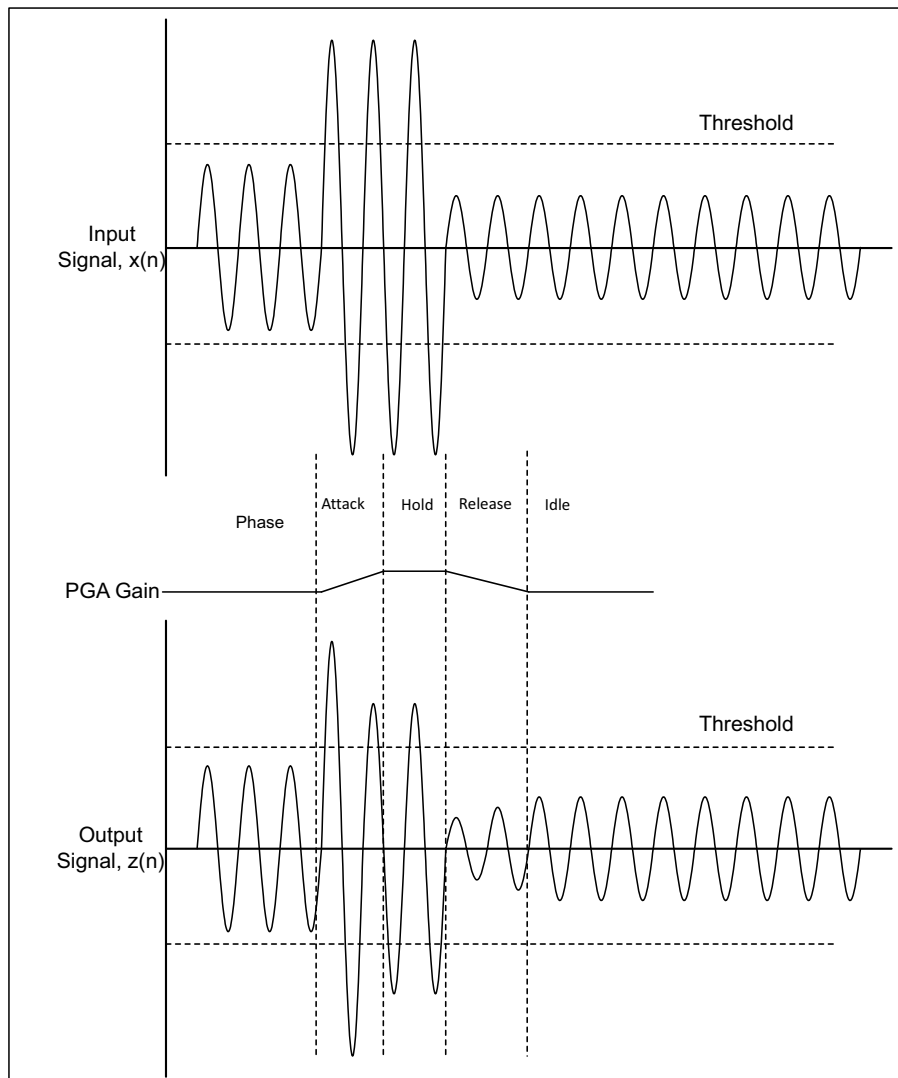 Threshold
Input
Signal, x(n)
Attack
Hold
Release
Idle
Phase
PGA Gain
Threshold
Output
Signal, z(n)